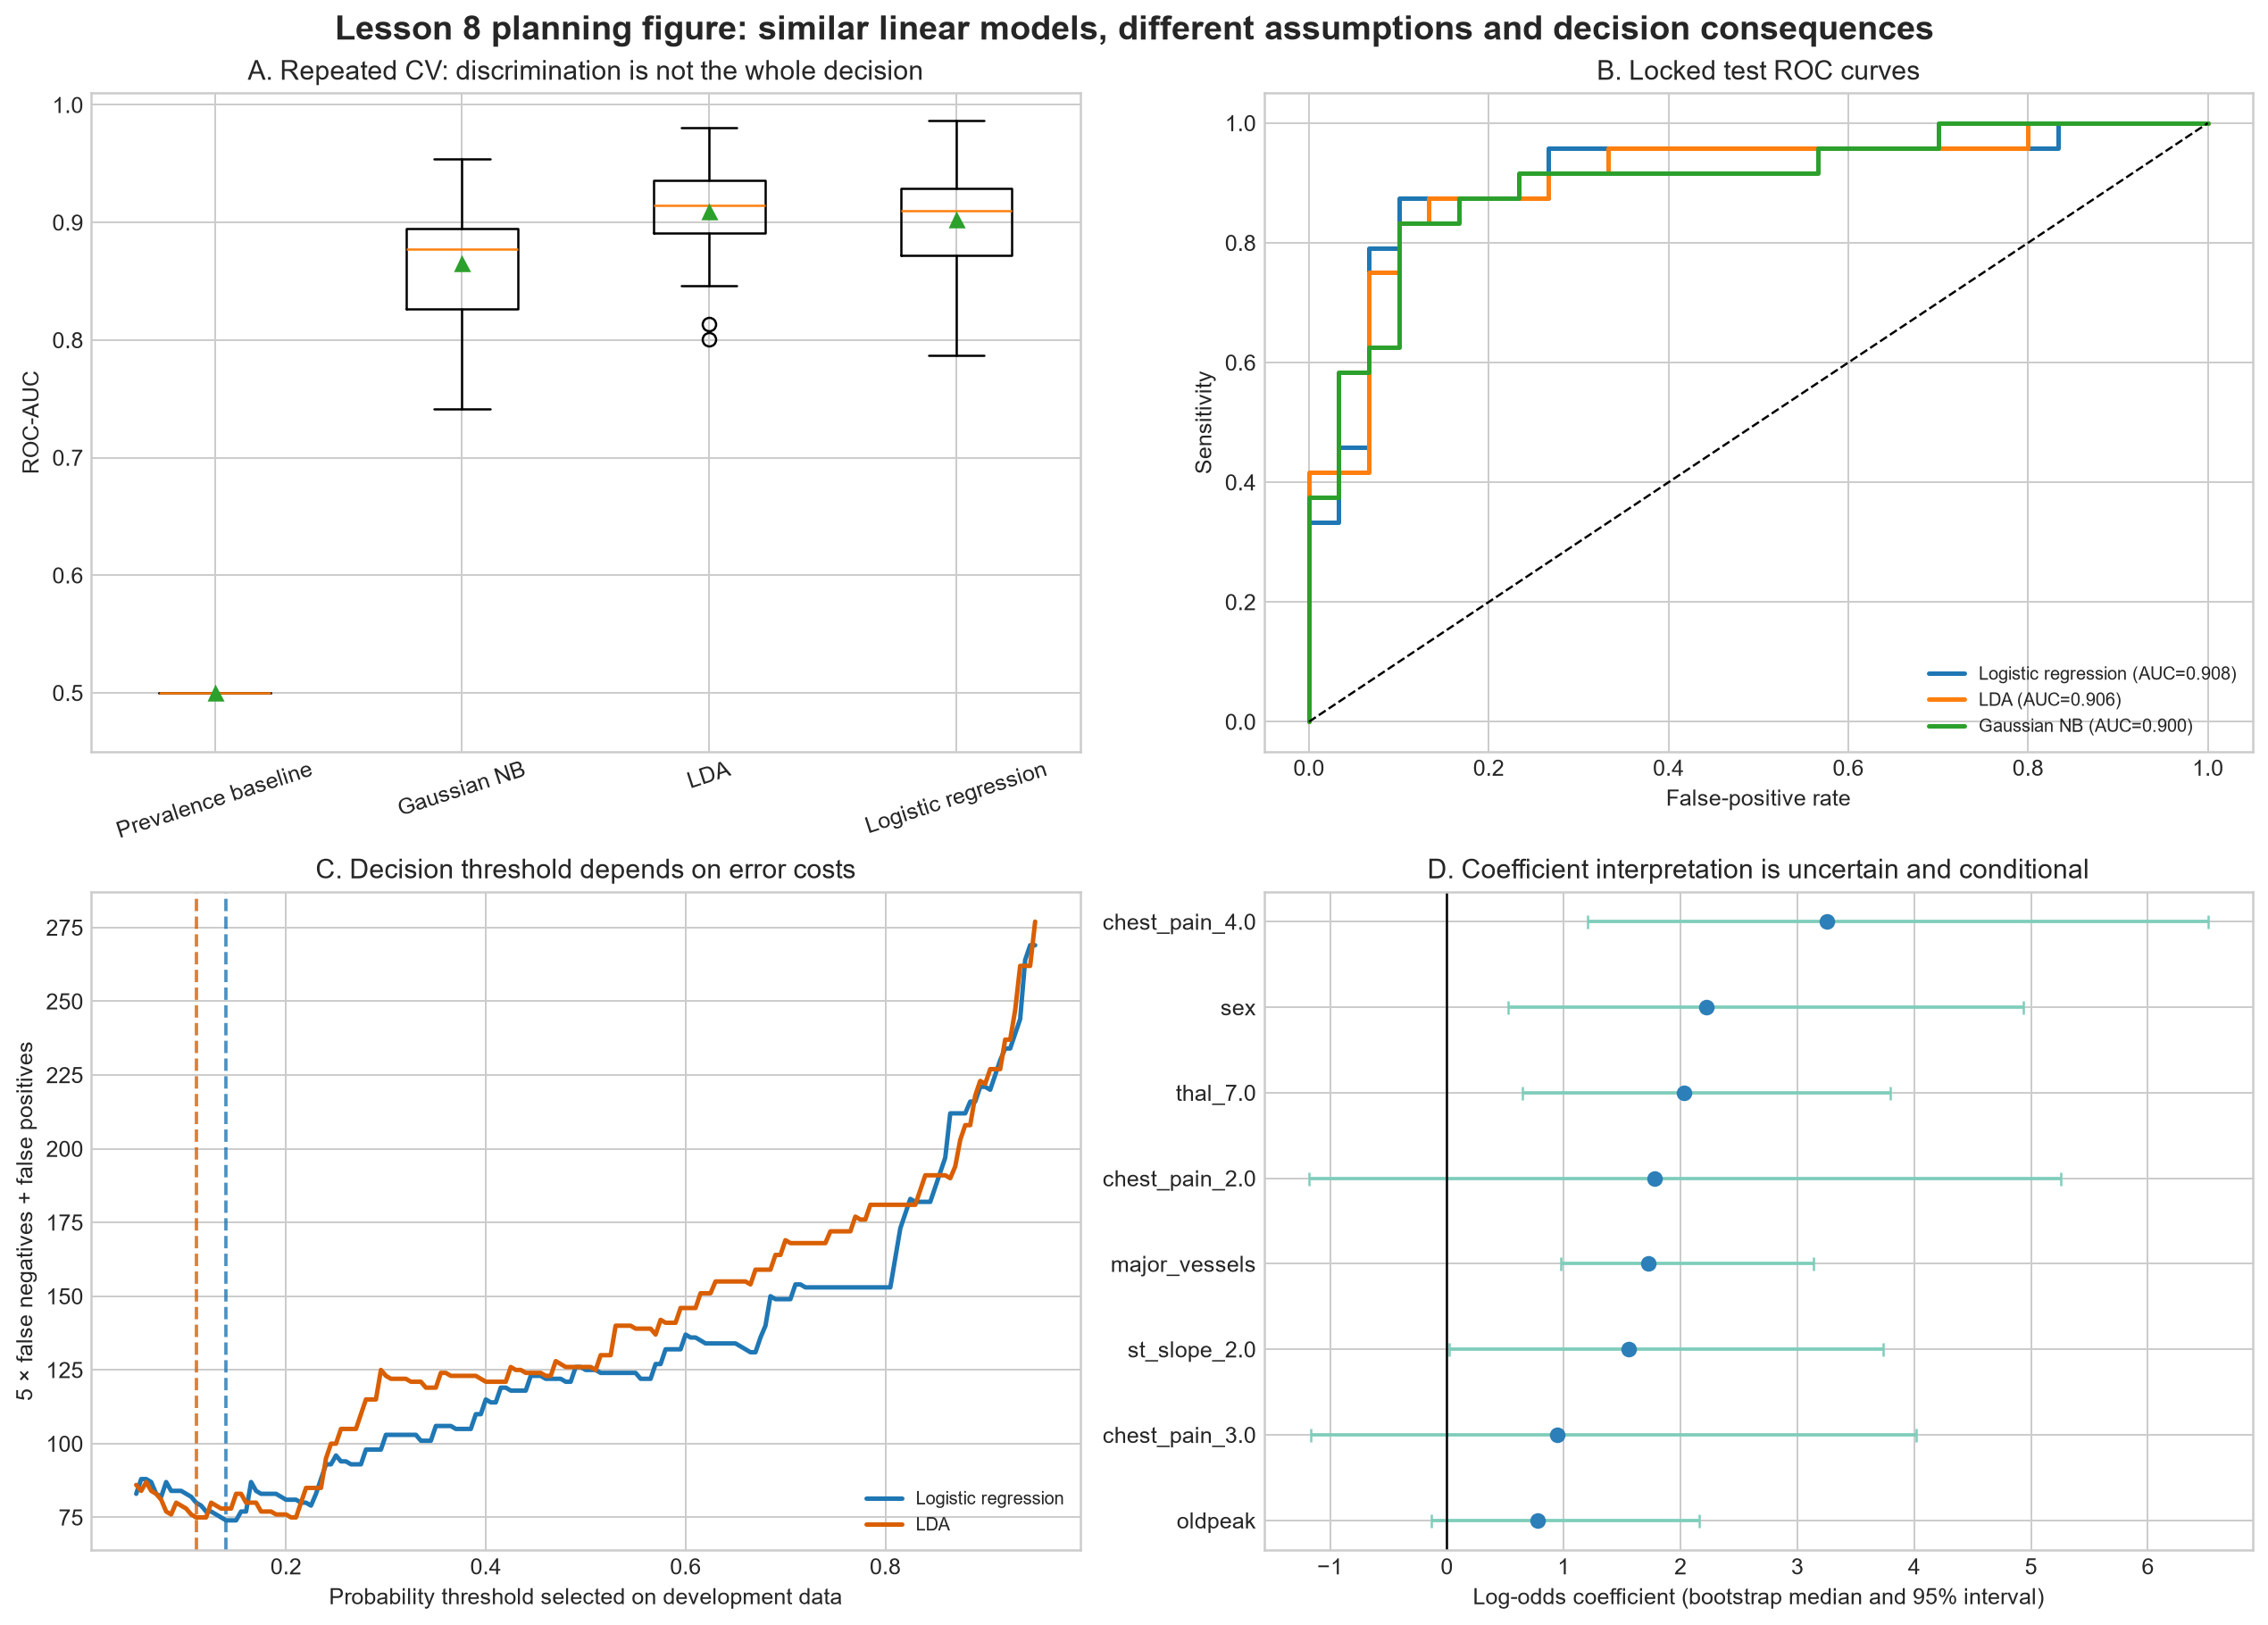 Lesson 8 planning figure: similar linear models, different assumptions and decision consequences
A. Repeated CV: discrimination is not the whole decision
ROC-AUC
1.0
0.9
0.8
0.7
0.6
0.5
Prevalence baseline
Gaussian NB
LDA
Logistic regression
B. Locked test ROC curves
Sensitivity
1.0
0.8
0.6
0.4
0.2
0.0
Logistic regression (AUC=0.908)
LDA (AUC=0.906)
Gaussian NB (AUC=0.900)
0.0 0.2 0.4 0.6 0.8 1.0
False-positive rate
C. Decision threshold depends on error costs
5 × false negatives + false positives
275
250
225
200
175
150
125
100
75
Logistic regression
LDA
0.2 0.4 0.6 0.8
Probability threshold selected on development data
D. Coefficient interpretation is uncertain and conditional
chest_pain_4.0
sex
thal_7.0
chest_pain_2.0
major_vessels
st_slope_2.0
chest_pain_3.0
oldpeak
−1 0 1 2 3 4 5 6
Log-odds coefficient (bootstrap median and 95% interval)